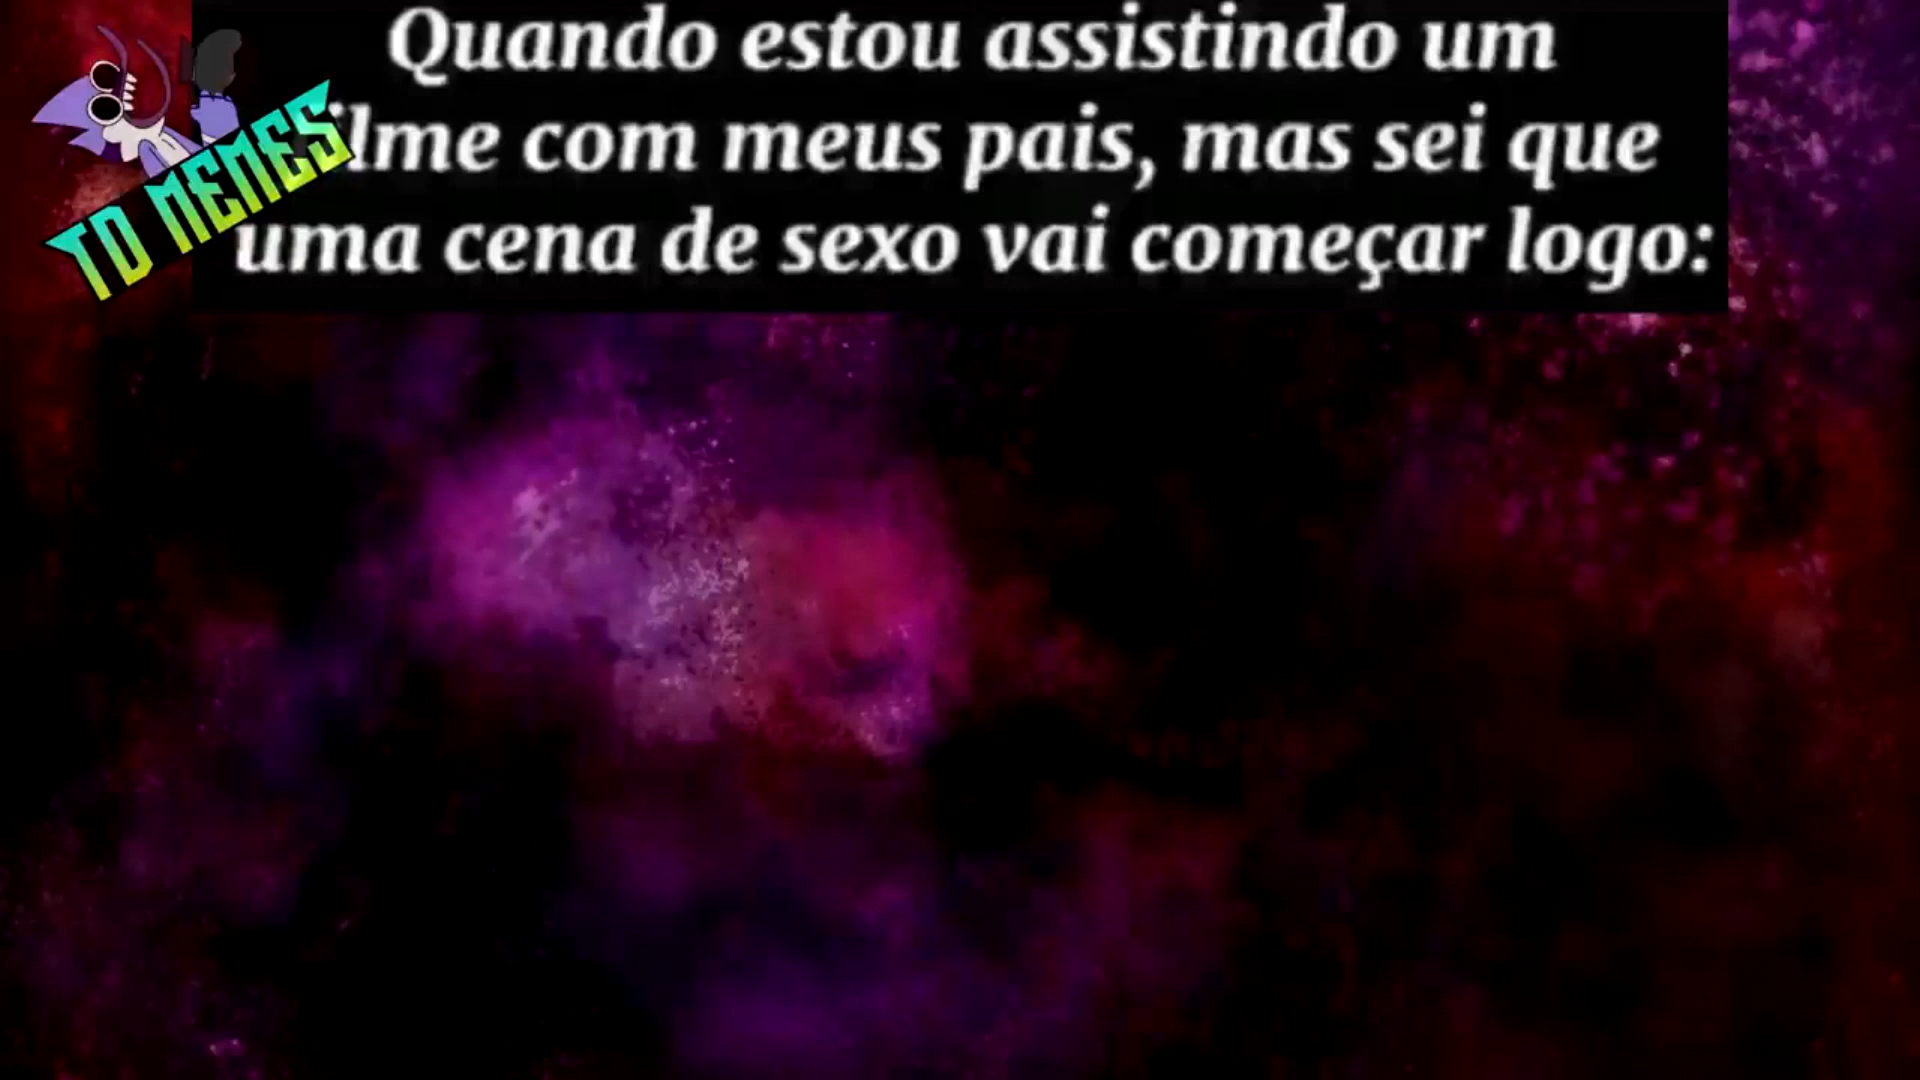 Quando estou assistindo um
ilme com meus pais, mas sei que
uma cena de sexo vai começar logo:
TD MEMES